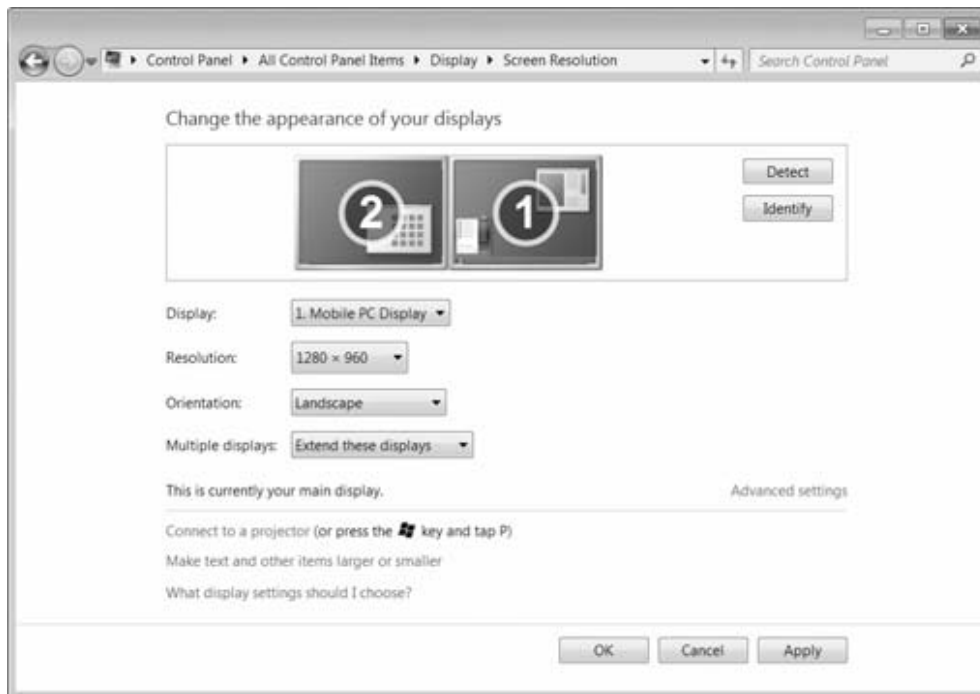 Control Panel ▸ All Control Panel Items ▸ Display ▸ Screen Resolution
Search Control Panel
Change the appearance of your displays
2
1
Detect
Identify
Display:
1. Mobile PC Display
Resolution:
1280 × 960
Orientation:
Landscape
Multiple displays:
Extend these displays
This is currently your main display.
Advanced settings
Connect to a projector (or press the key and tap P)
Make text and other items larger or smaller
What display settings should I choose?
OK
Cancel
Apply